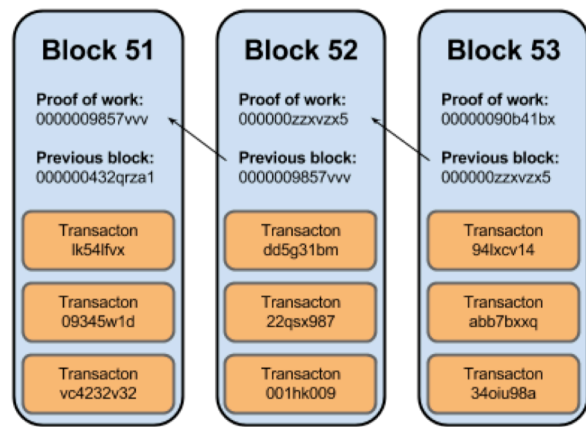 Block 51
Proof of work:
0000009857vvv
Previous block:
000000432qrza1
Transacton
lk54lfvx
Transacton
09345w1d
Transacton
vc4232v32
Block 52
Proof of work:
000000zzxvzx5
Previous block:
0000009857vvv
Transacton
dd5g31bm
Transacton
22qsx987
Transacton
001hk009
Block 53
Proof of work:
00000090b41bx
Previous block:
000000zzxvzx5
Transacton
94lxcv14
Transacton
abb7bxxq
Transacton
34oiu98a